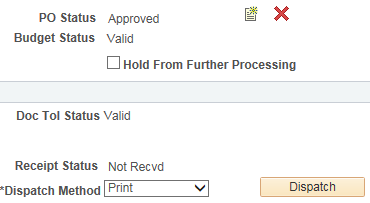 PO Status Approved
Budget Status Valid
Hold From Further Processing
Doc Tol Status Valid
Receipt Status Not Recvd
*Dispatch Method Print Dispatch